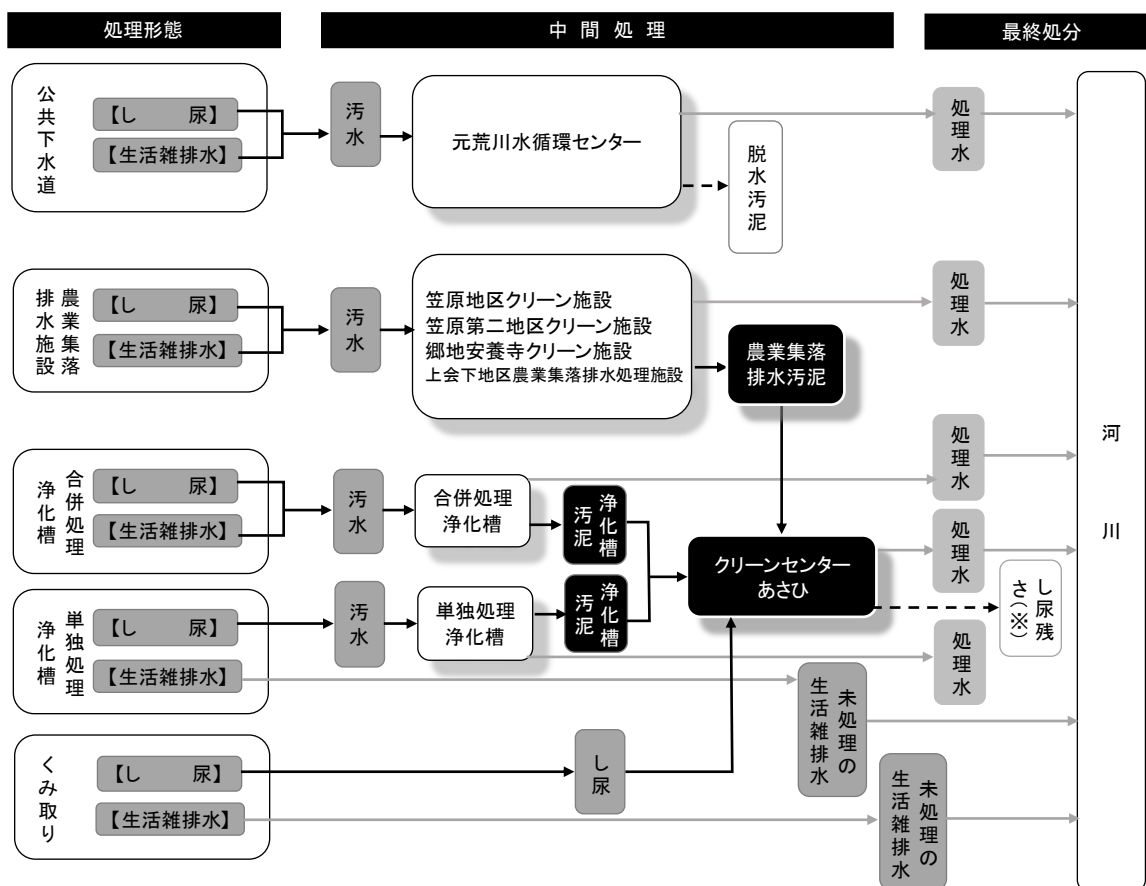 処理形態
中間処理
最終処分
公共下水道
【し　　尿】
【生活雑排水】
汚水
元荒川水循環センター
脱水汚泥
処理水
農業集落
排水施設
【し　　尿】
【生活雑排水】
汚水
笠原地区クリーン施設
笠原第二地区クリーン施設
郷地安養寺クリーン施設
上会下地区農業集落排水処理施設
農業集落
排水汚泥
処理水
合併処理
浄化槽
【し　　尿】
【生活雑排水】
汚水
合併処理
浄化槽
浄化槽
汚泥
処理水
クリーンセンター
あさひ
処理水
し尿残
さ（※）
単独処理
浄化槽
【し　　尿】
【生活雑排水】
汚水
単独処理
浄化槽
浄化槽
汚泥
処理水
未処理の
生活雑排水
くみ取り
【し　　尿】
【生活雑排水】
し尿
未処理の
生活雑排水
河川